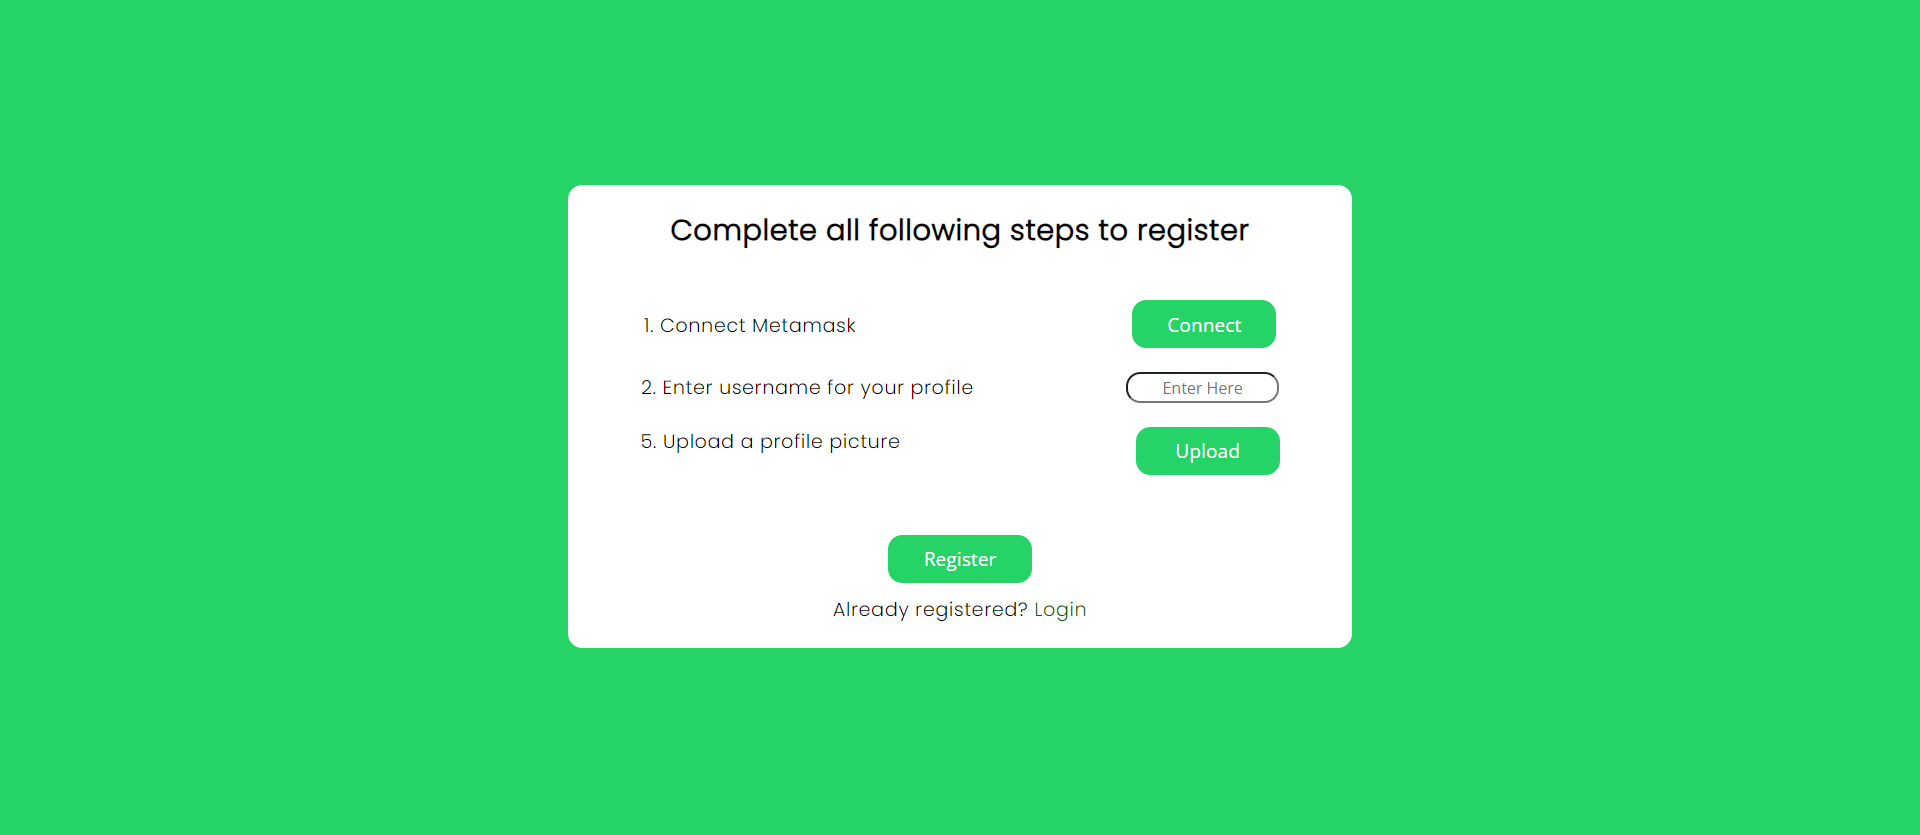 Complete all following steps to register
1. Connect Metamask
Connect
2. Enter username for your profile
Enter Here
5. Upload a profile picture
Upload
Register
Already registered? Login